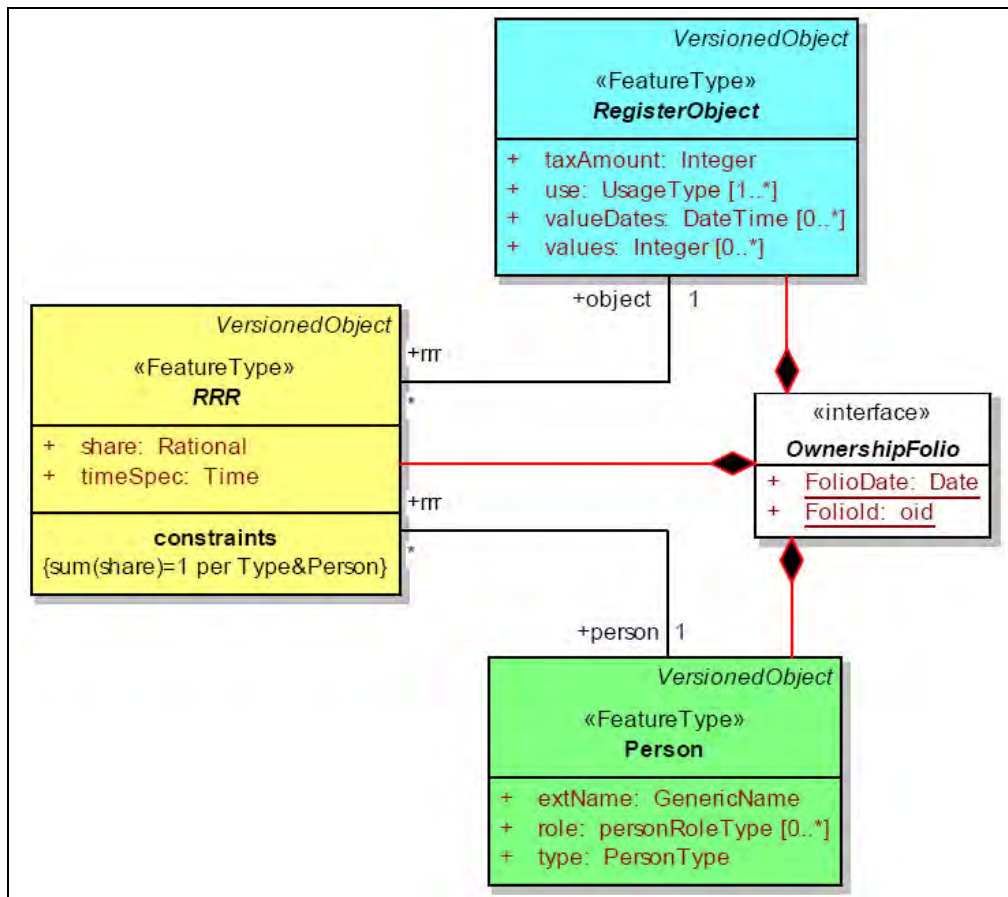 VersionedObject
«FeatureType»
RegisterObject
+ taxAmount: Integer
+ use: UsageType [1..*]
+ valueDates: DateTime [0..*]
+ values: Integer [0..*]
+object 1
VersionedObject
«FeatureType»
RRR
+ share: Rational
+ timeSpec: Time
constraints
{sum(share)=1 per Type&Person}
+rrr
*
«interface»
OwnershipFolio
+ FolioDate: Date
+ FolioId: oid
+rrr
*
+person 1
VersionedObject
«FeatureType»
Person
+ extName: GenericName
+ role: personRoleType [0..*]
+ type: PersonType